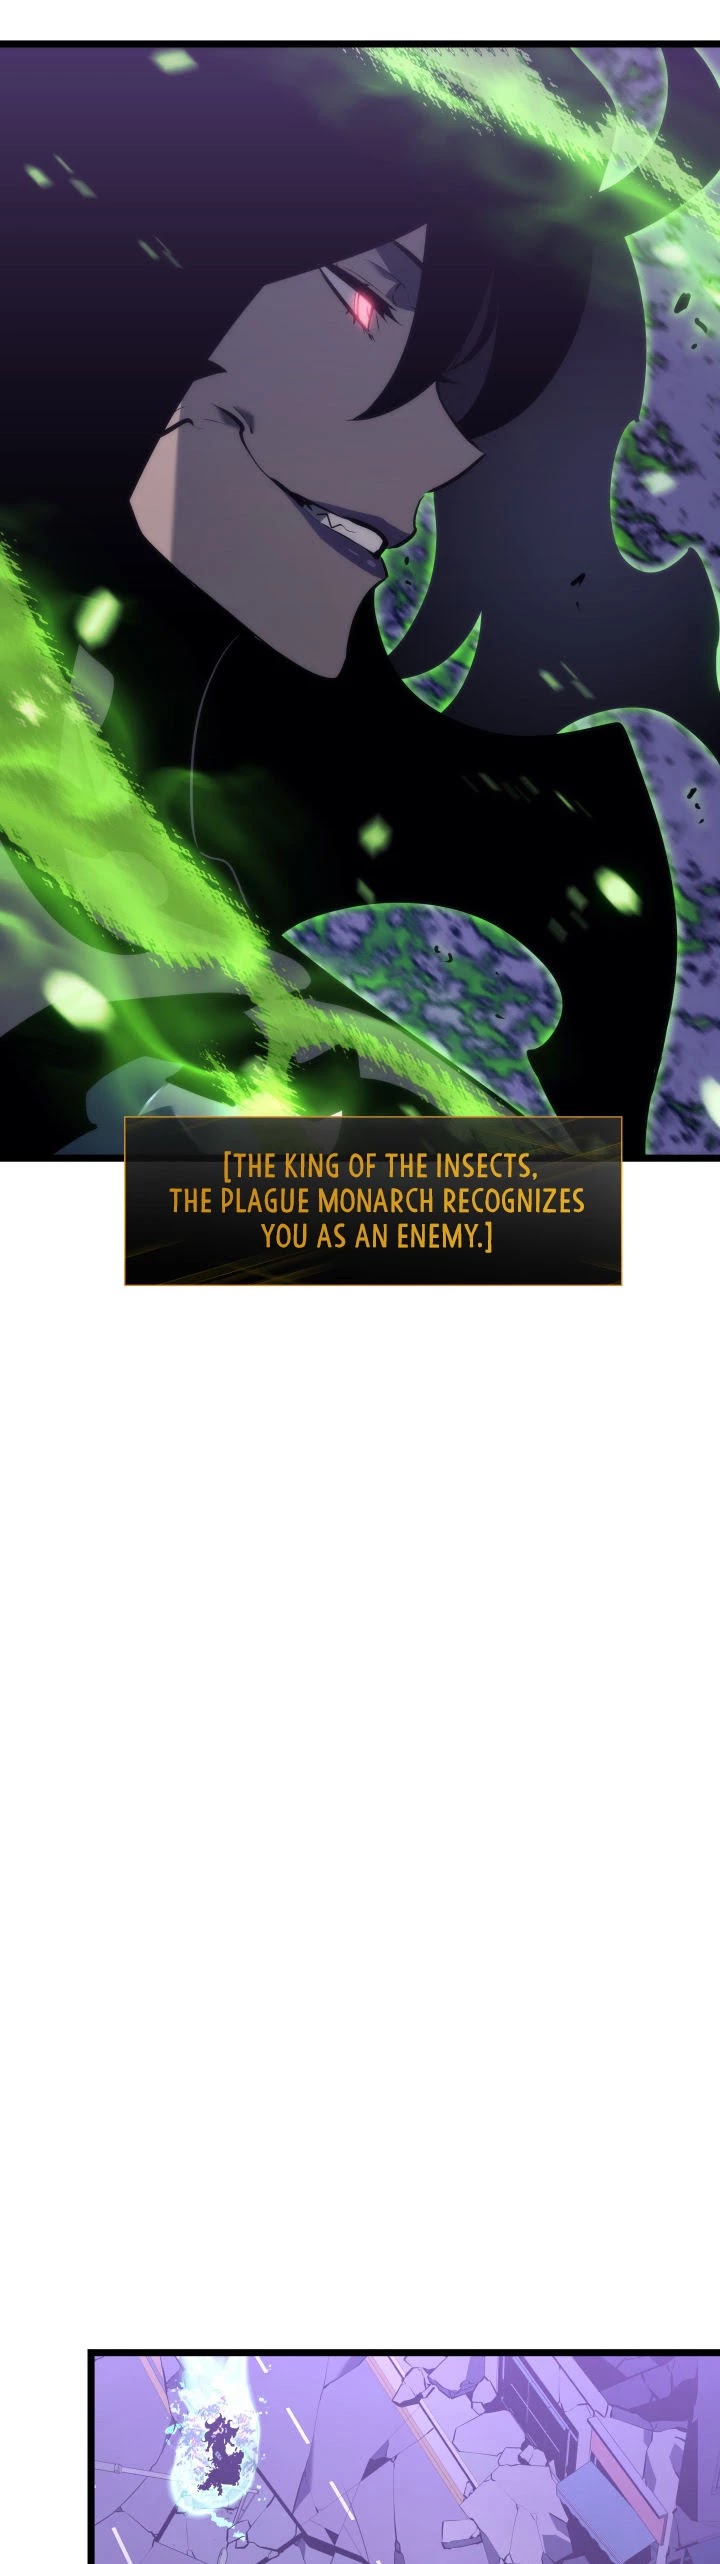 [THE KING OF THE INSECTS,
THE PLAGUE MONARCH RECOGNIZES
YOU AS AN ENEMY.]